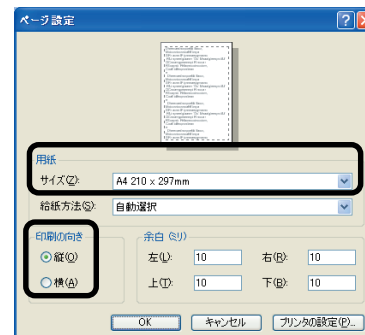 ページ設定
用紙
サイズ(Z): A4 210 x 297mm
給紙方法(S): 自動選択
印刷の向き
縦(O)
横(A)
余白 (ミリ)
左(L): 10 右(R): 10
上(T): 10 下(B): 10
OK キャンセル プリンタの設定(P)...